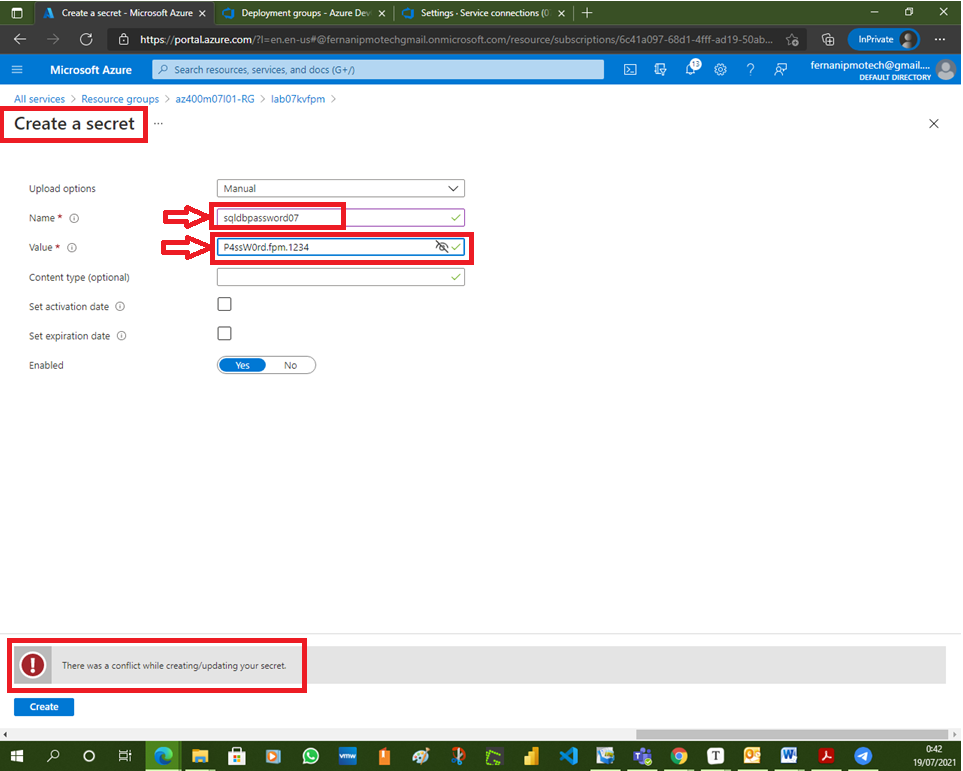 Create a secret - Microsoft Azure
Deployment groups - Azure Dev
Settings · Service connections (0
https://portal.azure.com/?l=en.en-us#@fernanipmotechgmail.onmicrosoft.com/resource/subscriptions/6c41a097-68d1-4fff-ad19-50ab...
InPrivate
Microsoft Azure
Search resources, services, and docs (G+/)
13
fernanipmotech@gmail....
DEFAULT DIRECTORY
All services > Resource groups > az400m07l01-RG > lab07kvfpm >
Create a secret ...
Upload options
Manual
Name *
sqldbpassword07
Value *
P4ssW0rd.fpm.1234
Content type (optional)
Set activation date
Set expiration date
Enabled
Yes No
There was a conflict while creating/updating your secret.
Create
vmw
T
W
0:42
19/07/2021